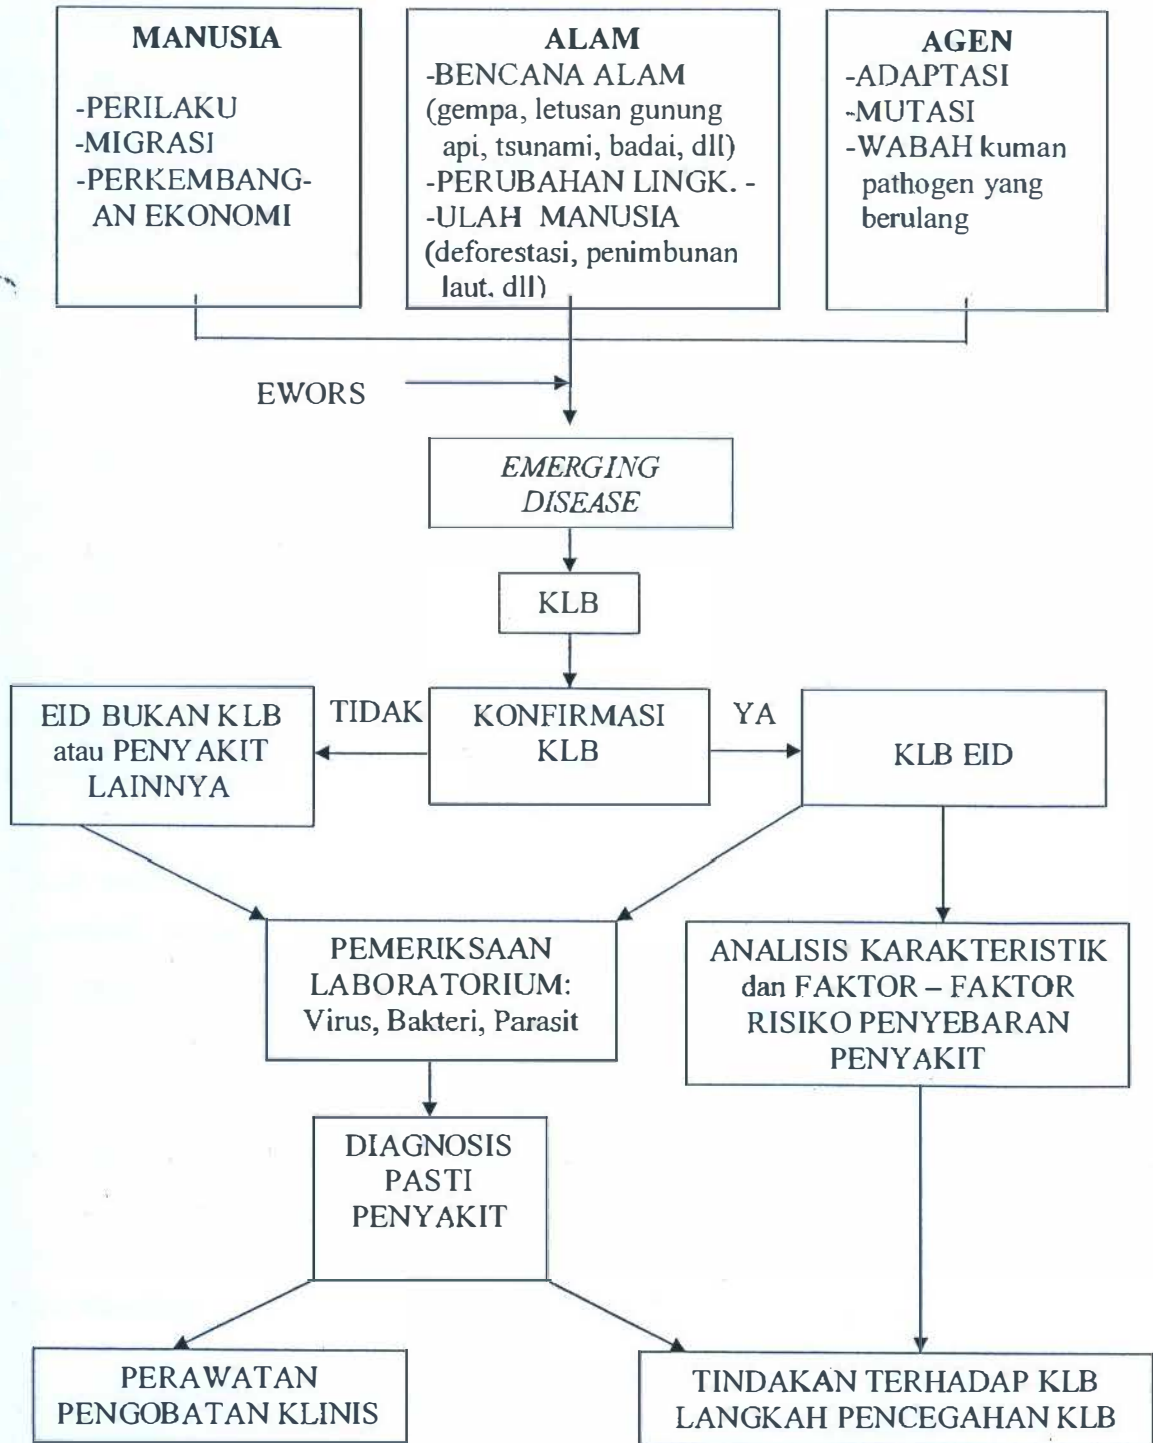 MANUSIA
-PERILAKU
-MIGRASI
-PERKEMBANG-
AN EKONOMI
ALAM
-BENCANA ALAM
(gempa, letusan gunung
api, tsunami, badai, dll)
-PERUBAHAN LINGK. -
-ULAH MANUSIA
(deforestasi, penimbunan
laut, dll)
AGEN
-ADAPTASI
-MUTASI
-WABAH kuman
pathogen yang
berulang
EWORS
EMERGING
DISEASE
KLB
EID BUKAN KLB
atau PENYAKIT
LAINNYA
TIDAK
KONFIRMASI
KLB
YA
KLB EID
PEMERIKSAAN
LABORATORIUM:
Virus, Bakteri, Parasit
ANALISIS KARAKTERISTIK
dan FAKTOR – FAKTOR
RISIKO PENYEBARAN
PENYAKIT
DIAGNOSIS
PASTI
PENYAKIT
PERAWATAN
PENGOBATAN KLINIS
TINDAKAN TERHADAP KLB
LANGKAH PENCEGAHAN KLB